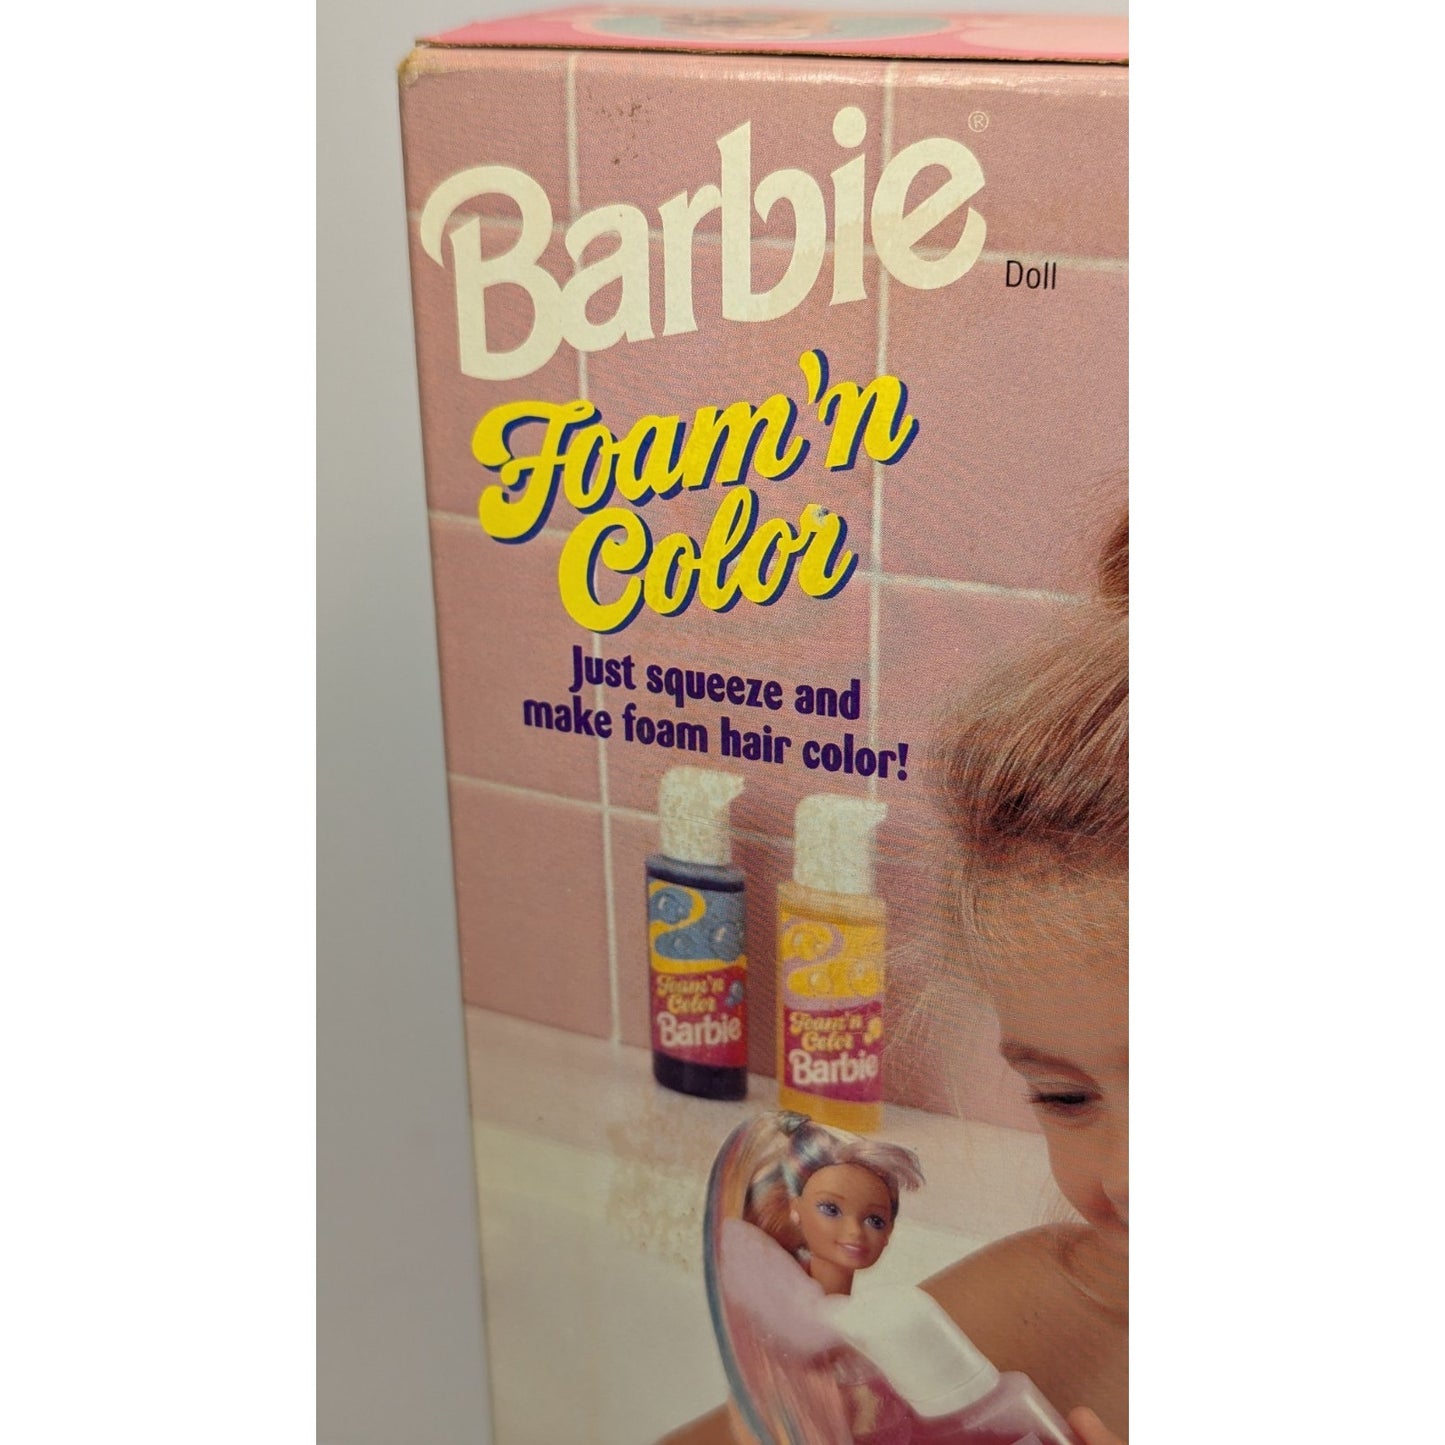 Barbie®
Doll
Foam 'n
Color
Just squeeze and
make foam hair color!
Foam 'n
Color
Barbie
Foam 'n
Color
Barbie